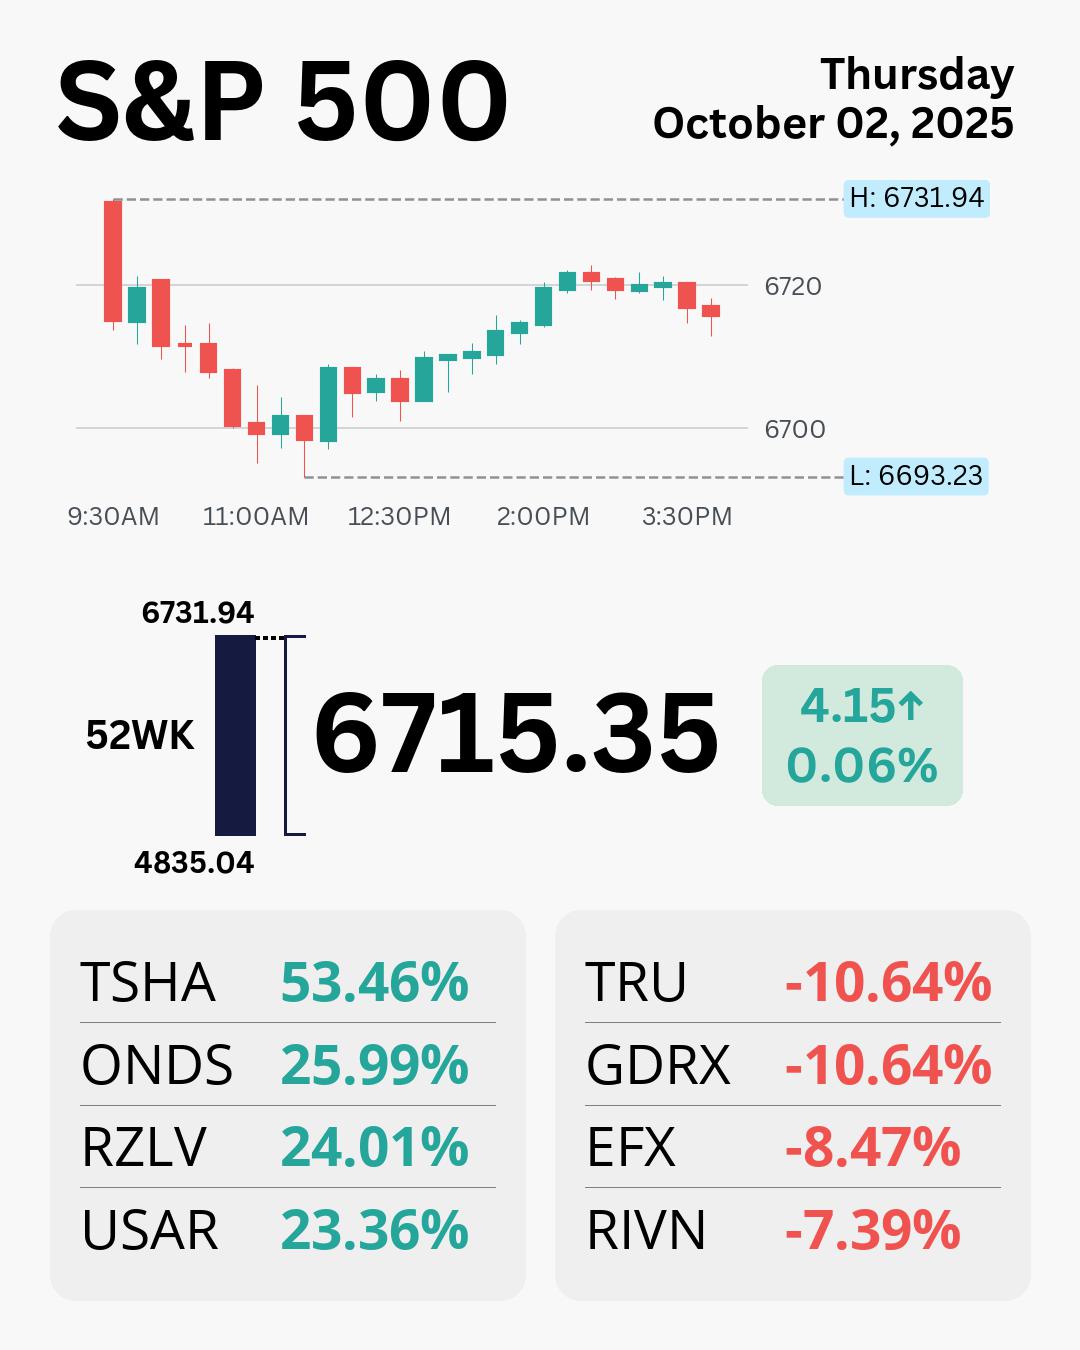 S&P 500
Thursday
October 02, 2025
H: 6731.94
6720
6700
L: 6693.23
9:30AM 11:00AM 12:30PM 2:00PM 3:30PM
6731.94
52WK
6715.35
4.15↑
0.06%
4835.04
TSHA 53.46%
ONDS 25.99%
RZLV 24.01%
USAR 23.36%
TRU -10.64%
GDRX -10.64%
EFX -8.47%
RIVN -7.39%